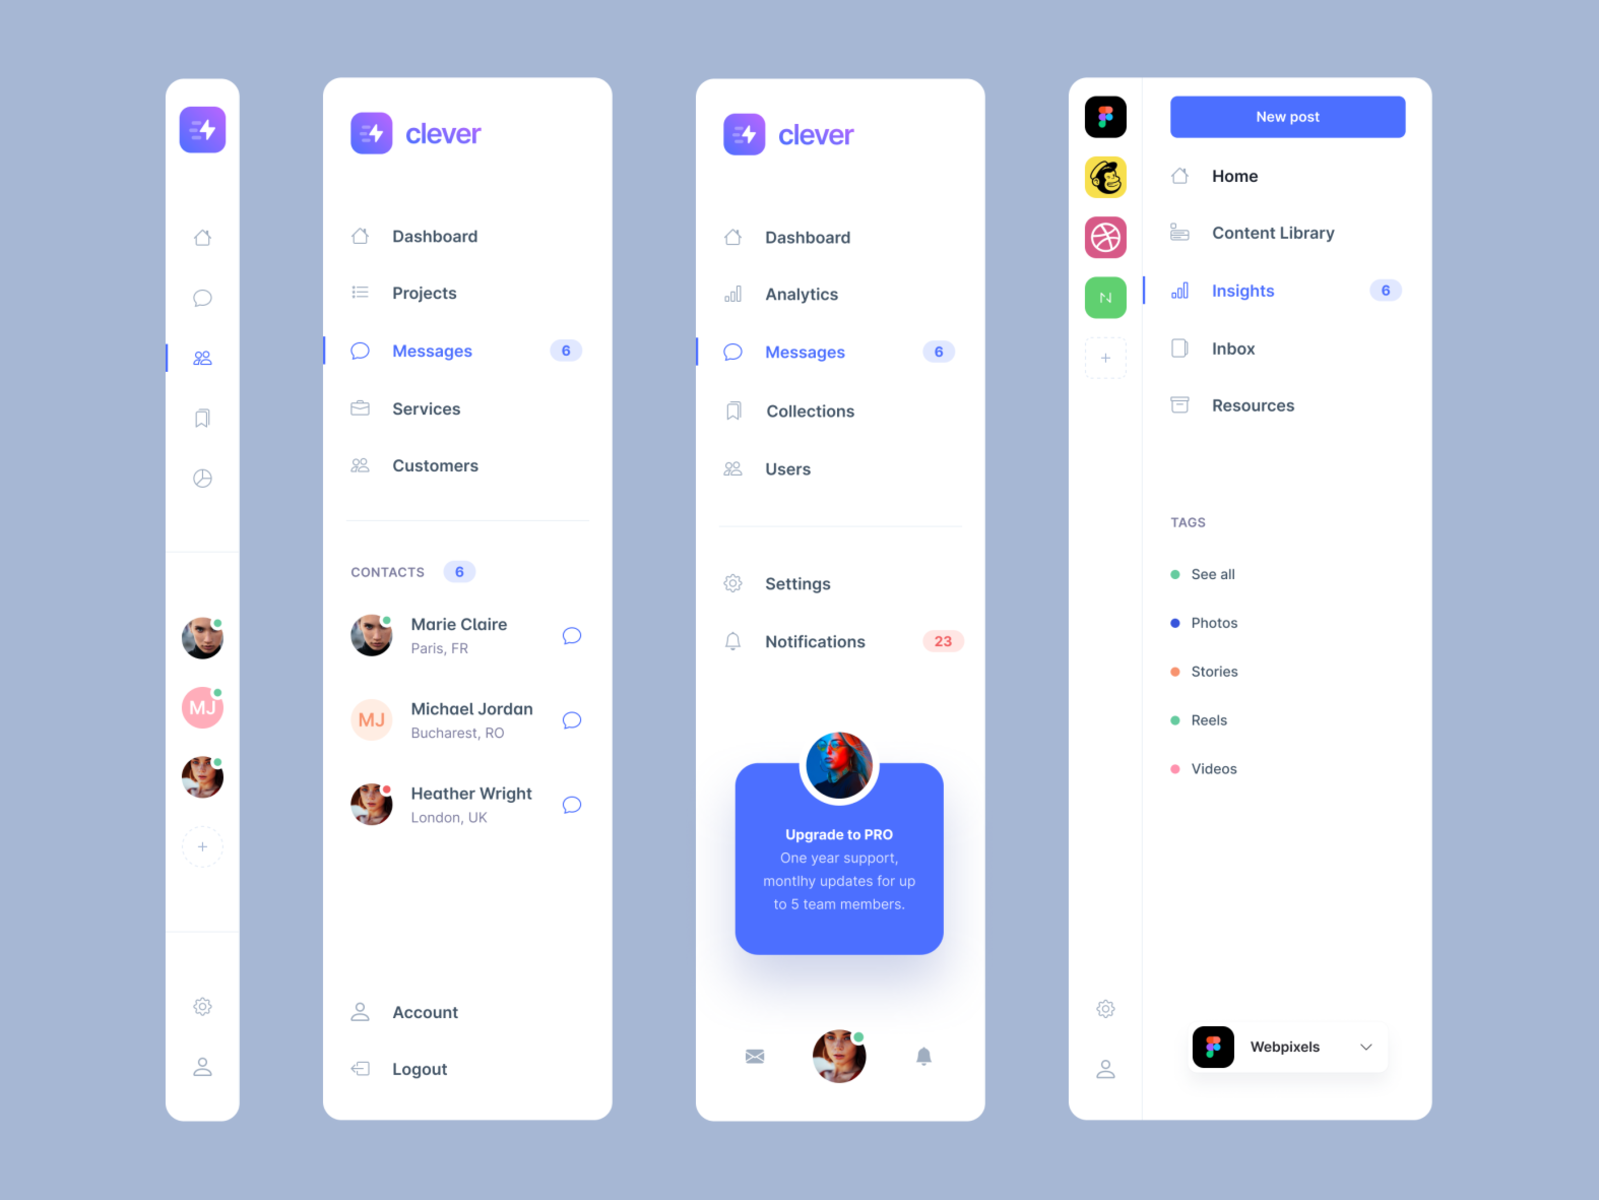 MJ
clever
Dashboard
Projects
Messages 6
Services
Customers
CONTACTS 6
Marie Claire
Paris, FR
MJ
Michael Jordan
Bucharest, RO
Heather Wright
London, UK
Account
Logout
clever
Dashboard
Analytics
Messages 6
Collections
Users
Settings
Notifications 23
Upgrade to PRO
One year support,
montlhy updates for up
to 5 team members.
New post
Home
Content Library
Insights 6
Inbox
Resources
TAGS
See all
Photos
Stories
Reels
Videos
Webpixels